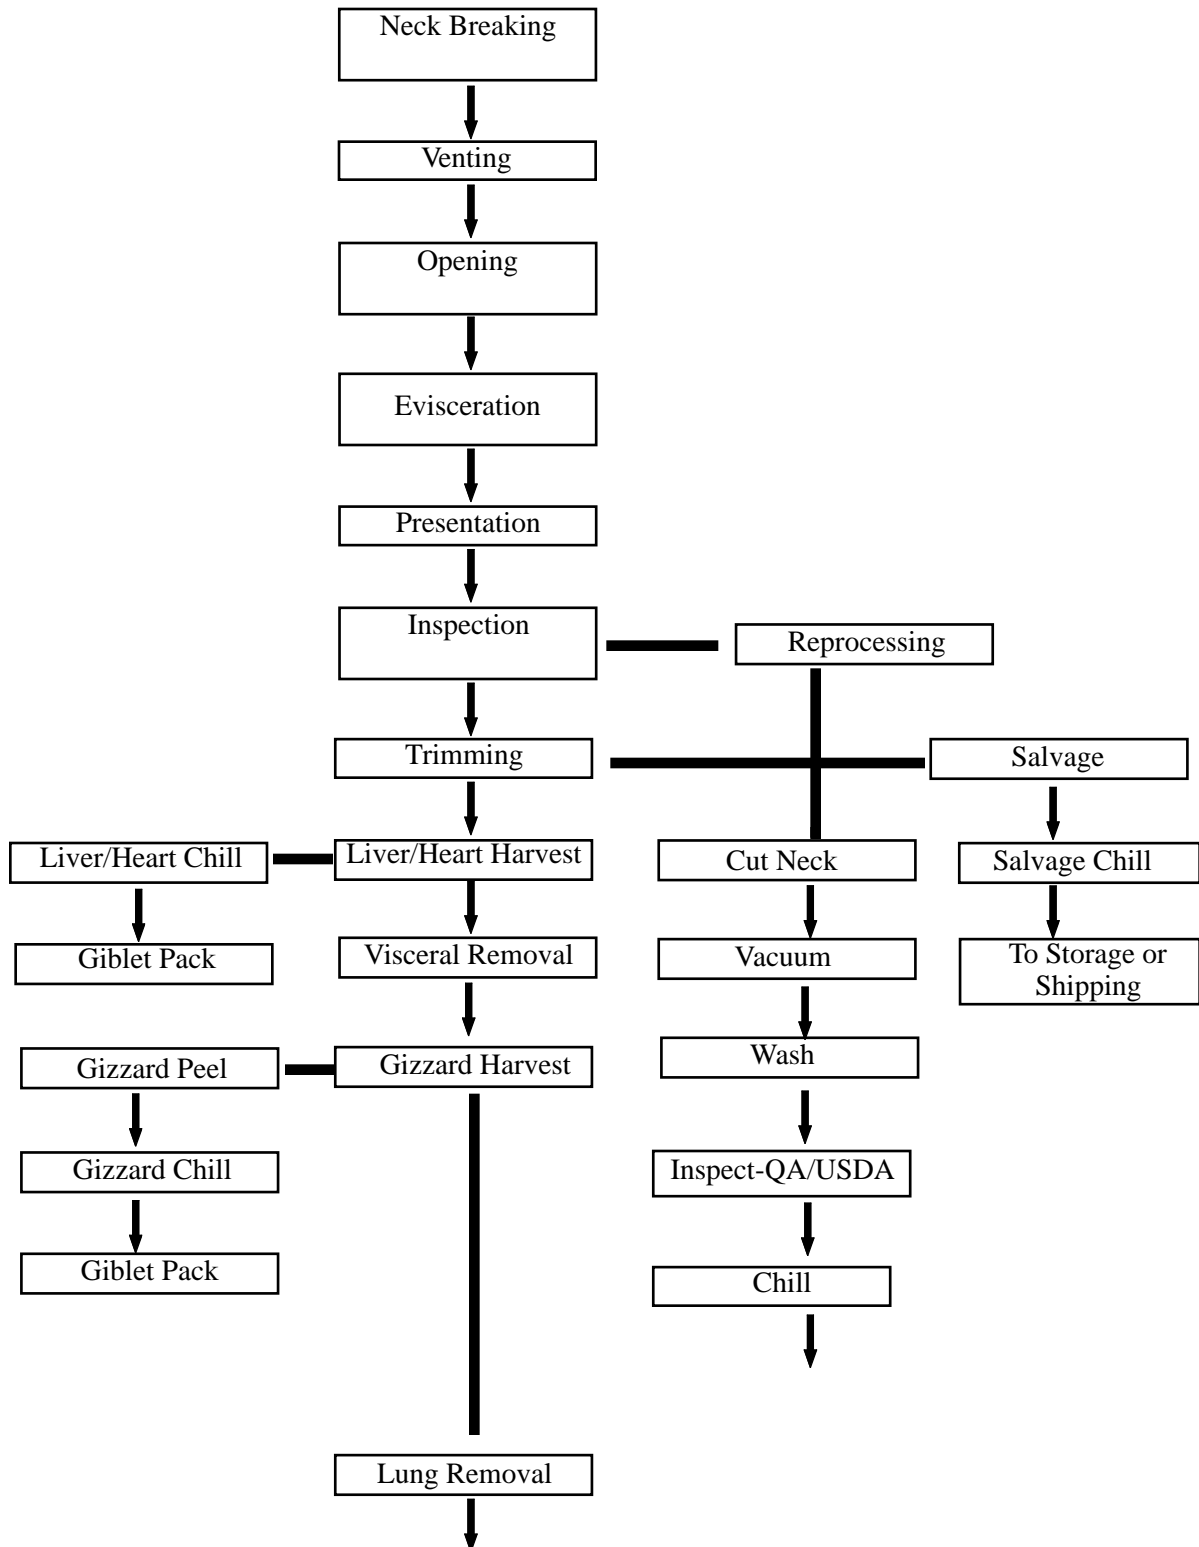 Neck Breaking
Venting
Opening
Evisceration
Presentation
Inspection
Reprocessing
Trimming
Salvage
Liver/Heart Chill
Liver/Heart Harvest
Cut Neck
Salvage Chill
Giblet Pack
Visceral Removal
Vacuum
To Storage or
Shipping
Gizzard Peel
Gizzard Harvest
Wash
Gizzard Chill
Inspect-QA/USDA
Giblet Pack
Chill
Lung Removal